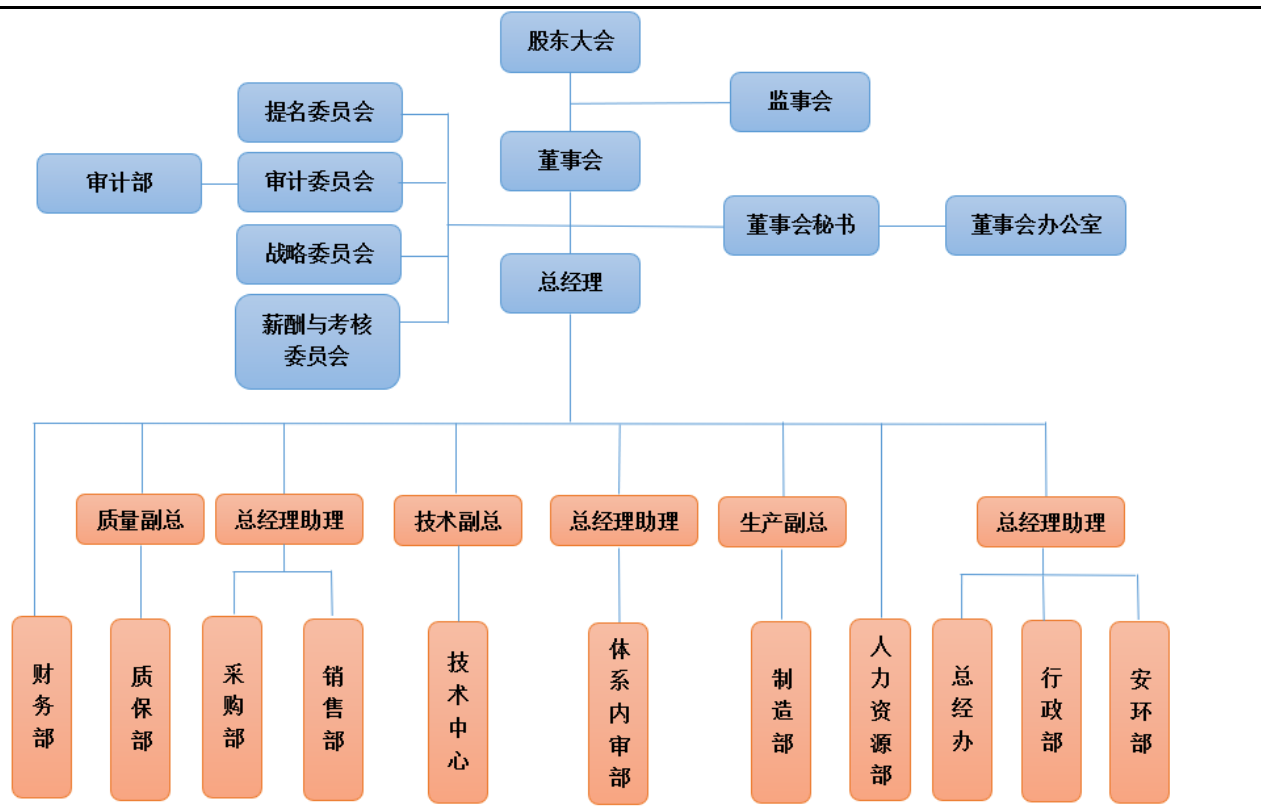 股东大会
监事会
提名委员会
董事会
审计部
审计委员会
董事会秘书
董事会办公室
战略委员会
总经理
薪酬与考核
委员会
质量副总
总经理助理
技术副总
总经理助理
生产副总
总经理助理
财务部
质保部
采购部
销售部
技术中心
体系内审部
制造部
人力资源部
总经办
行政部
安环部